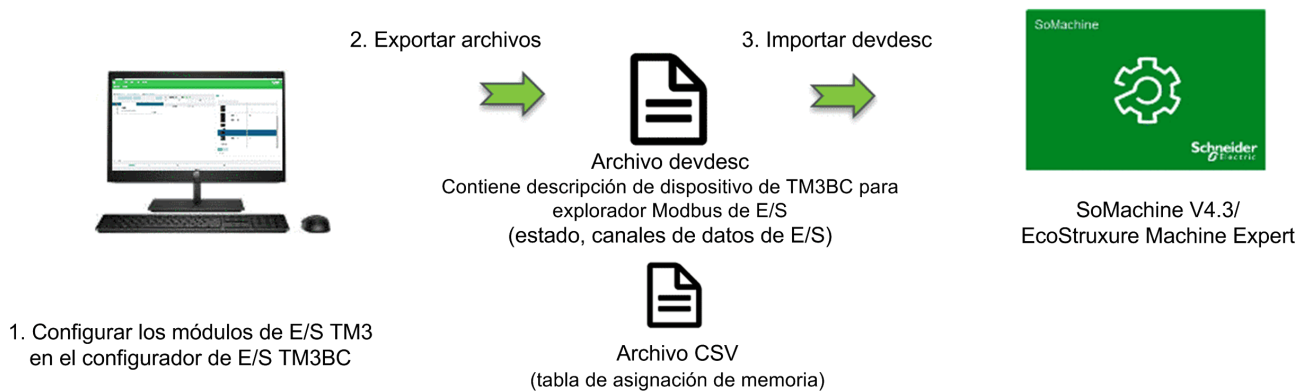 2. Exportar archivos
3. Importar devdesc
SoMachine
Schneider
Electric
Archivo devdesc
Contiene descripción de dispositivo de TM3BC para
explorador Modbus de E/S
(estado, canales de datos de E/S)
SoMachine V4.3/
EcoStruxure Machine Expert
1. Configurar los módulos de E/S TM3
en el configurador de E/S TM3BC
Archivo CSV
(tabla de asignación de memoria)